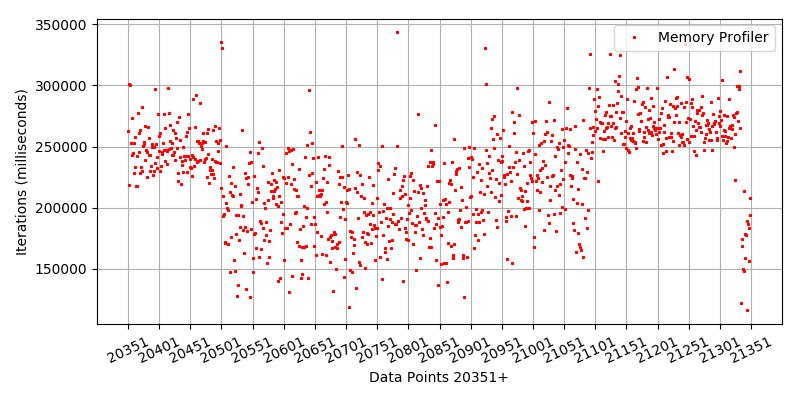 350000
Memory Profiler
300000
250000
200000
150000
Iterations (milliseconds)
20351 20401 20451 20501 20551 20601 20651 20701 20751 20801 20851 20901 20951 21001 21051 21101 21151 21201 21251 21301 21351
Data Points 20351+